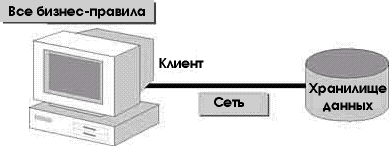 Все бизнес-правила
Клиент
Сеть
Хранилище
данных